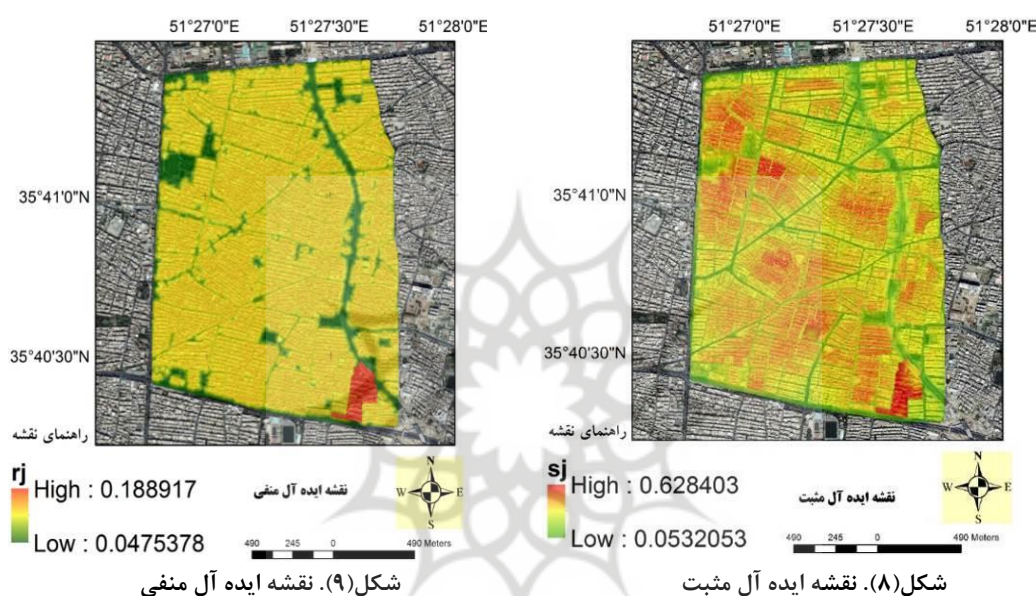 51°27'0"E 51°27'30"E 51°28'0"E
35°41'0"N
35°40'30"N
راهنمای نقشه
rj
High : 0.188917
Low : 0.0475378
نقشه ایده آل منفی
N
W E
S
490 245 0 490 Meters
شکل(۹). نقشه ایده آل منفی
51°27'0"E 51°27'30"E 51°28'0"E
35°41'0"N
35°40'30"N
راهنمای نقشه
sj
High : 0.628403
Low : 0.0532053
نقشه ایده آل مثبت
N
W E
S
490 245 0 490 Meters
شکل(۸). نقشه ایده آل مثبت